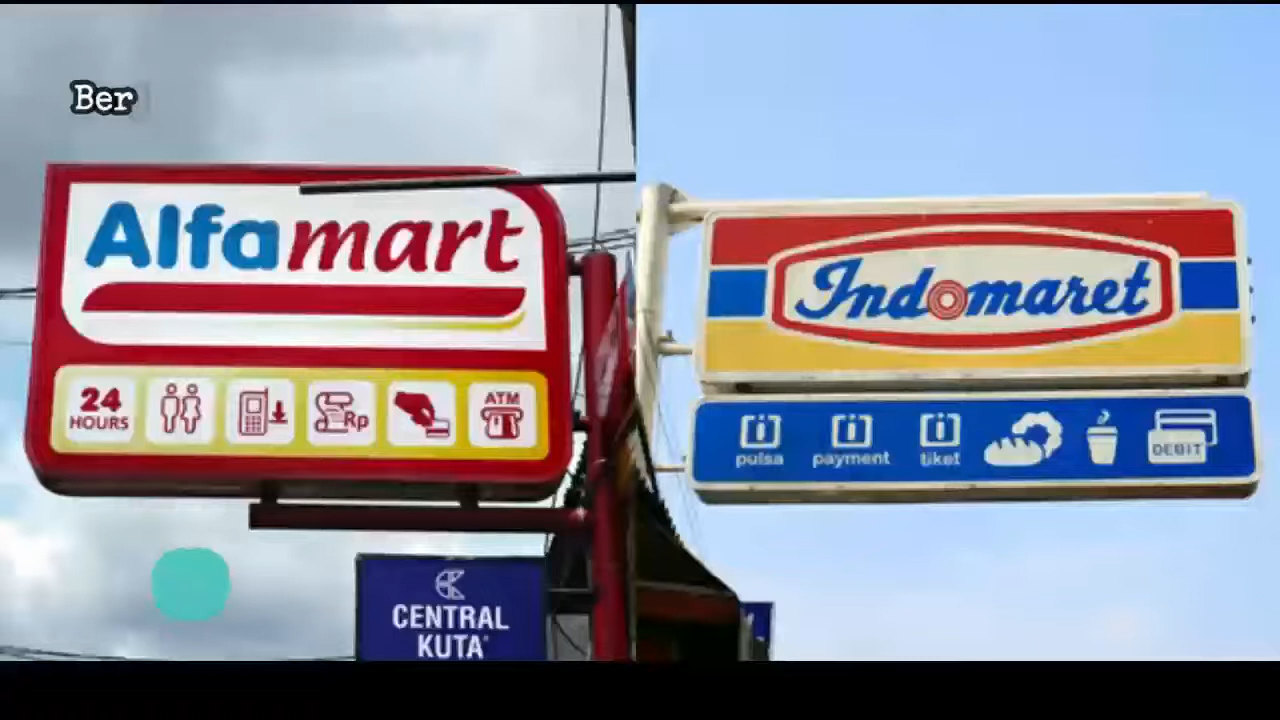 Ber
Alfamart
24
HOURS
Rp
ATM
CENTRAL
KUTA
Indomaret
pulsa
payment
tiket
DEBIT